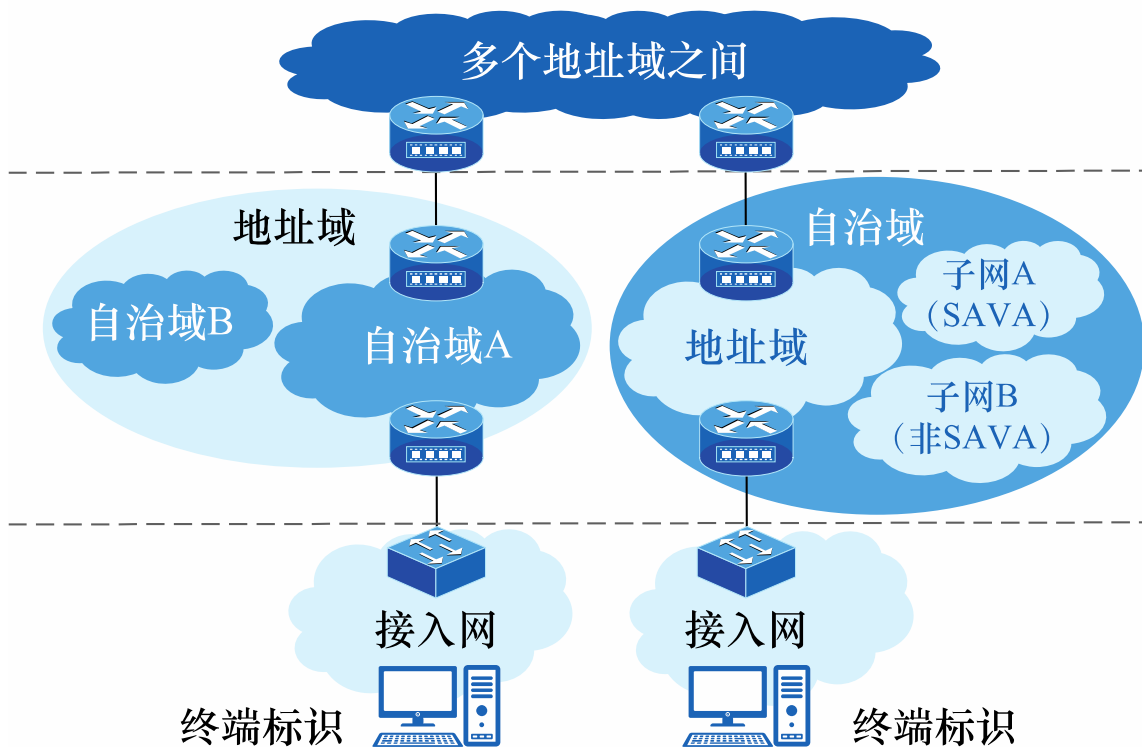 多个地址域之间
地址域
自治域B
自治域A
自治域
地址域
子网A
（SAVA）
子网B
（非SAVA）
接入网
接入网
终端标识
终端标识